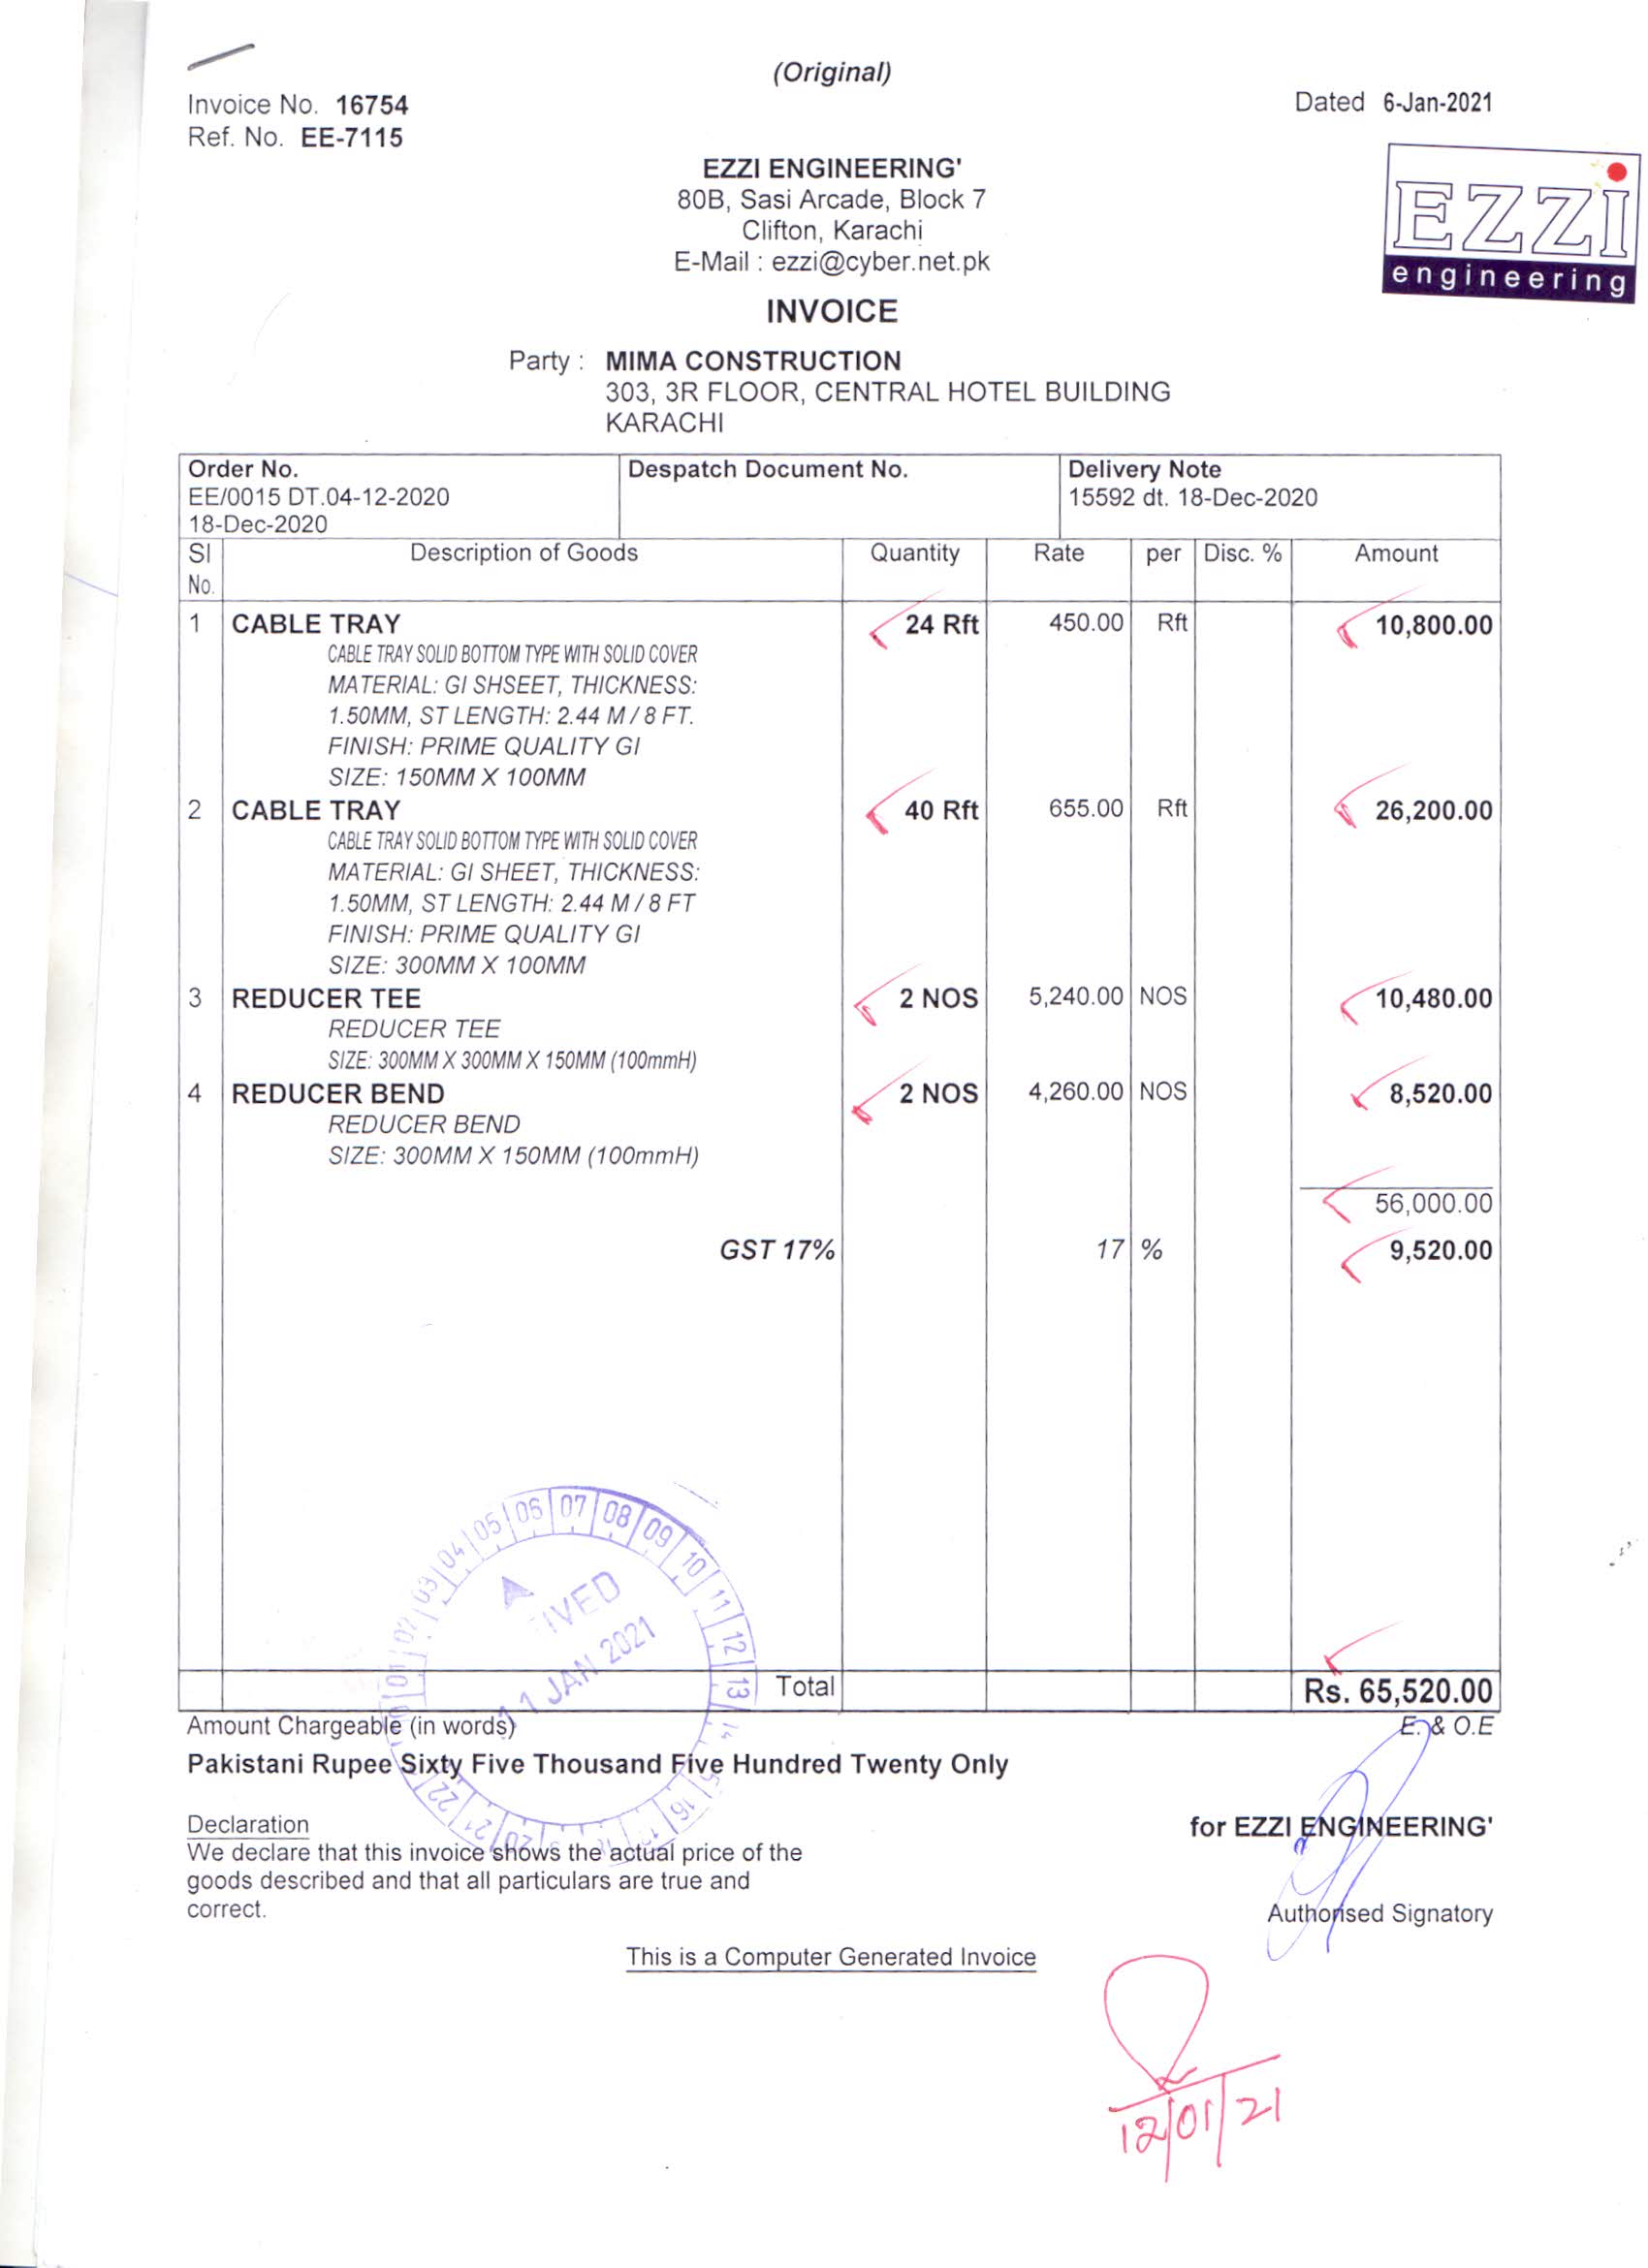 (Original)
Invoice No. 16754
Dated 6-Jan-2021
Ref. No. EE-7115
EZZI ENGINEERING'
80B, Sasi Arcade, Block 7
Clifton, Karachi
E-Mail : ezzi@cyber.net.pk
EZZI
engineering
INVOICE
Party : MIMA CONSTRUCTION
303, 3R FLOOR, CENTRAL HOTEL BUILDING
KARACHI
Order No. Despatch Document No. Delivery Note
EE/0015 DT.04-12-2020 15592 dt. 18-Dec-2020
18-Dec-2020
Sl Description of Goods Quantity Rate per Disc. % Amount
No.
1 CABLE TRAY 24 Rft 450.00 Rft 10,800.00
CABLE TRAY SOLID BOTTOM TYPE WITH SOLID COVER
MATERIAL: GI SHSEET, THICKNESS:
1.50MM, ST LENGTH: 2.44 M / 8 FT.
FINISH: PRIME QUALITY GI
SIZE: 150MM X 100MM
2 CABLE TRAY 40 Rft 655.00 Rft 26,200.00
CABLE TRAY SOLID BOTTOM TYPE WITH SOLID COVER
MATERIAL: GI SHEET, THICKNESS:
1.50MM, ST LENGTH: 2.44 M / 8 FT
FINISH: PRIME QUALITY GI
SIZE: 300MM X 100MM
3 REDUCER TEE 2 NOS 5,240.00 NOS 10,480.00
REDUCER TEE
SIZE: 300MM X 300MM X 150MM (100mmH)
4 REDUCER BEND 2 NOS 4,260.00 NOS 8,520.00
REDUCER BEND
SIZE: 300MM X 150MM (100mmH)
56,000.00
GST 17% 17 % 9,520.00
01 02 03 04 05 06 07 08 09 10 11 12 13 14 16 20 21 22
11 JAN 2021
Total Rs. 65,520.00
Amount Chargeable (in words) E. & O.E
Pakistani Rupee Sixty Five Thousand Five Hundred Twenty Only
Declaration
for EZZI ENGINEERING'
We declare that this invoice shows the actual price of the
goods described and that all particulars are true and
correct.
Authorised Signatory
This is a Computer Generated Invoice
12/01/21